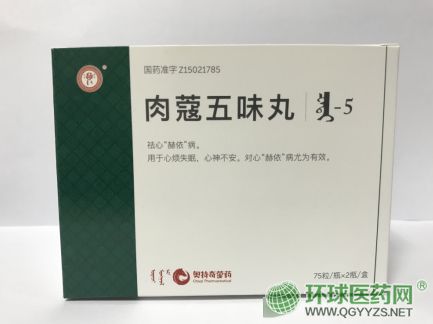 国药准字Z15021785
肉蔻五味丸
-5
祛心“赫依”病。
用于心烦失眠、心神不安。对心“赫依”病尤为有效。
奥特奇蒙药
75粒/瓶×2瓶/盒
环球医药网
WWW.QGYYZS.NET